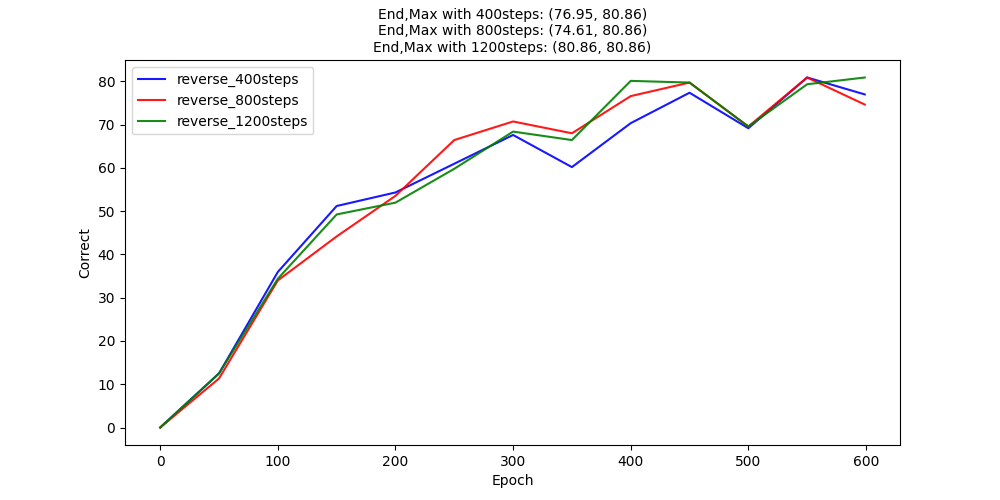 End,Max with 400steps: (76.95, 80.86)
End,Max with 800steps: (74.61, 80.86)
End,Max with 1200steps: (80.86, 80.86)
reverse_400steps
reverse_800steps
reverse_1200steps
80
70
60
50
40
30
20
10
0
Correct
0 100 200 300 400 500 600
Epoch